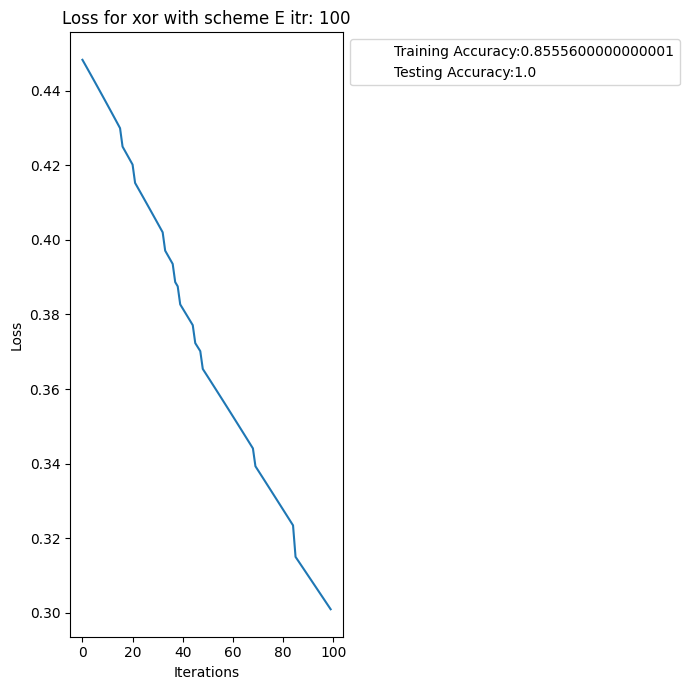 Loss for xor with scheme E itr: 100
Training Accuracy:0.8555600000000001
Testing Accuracy:1.0
0.44
0.42
0.40
0.38
0.36
0.34
0.32
0.30
Loss
0 20 40 60 80 100
Iterations